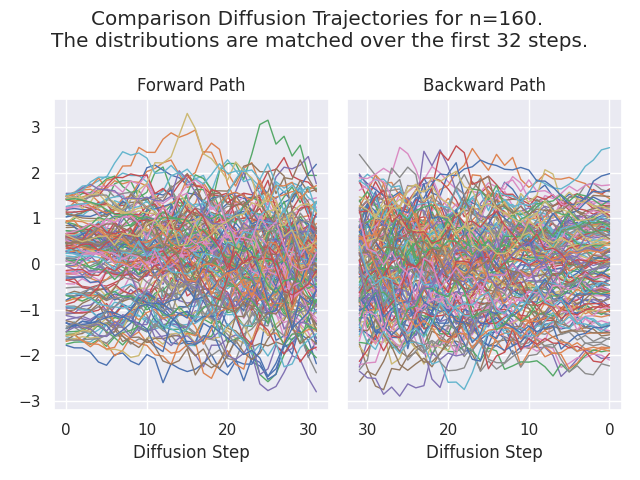 Comparison Diffusion Trajectories for n=160.
The distributions are matched over the first 32 steps.
Forward Path
Backward Path
3
2
1
0
−1
−2
−3
0 10 20 30
30 20 10 0
Diffusion Step
Diffusion Step